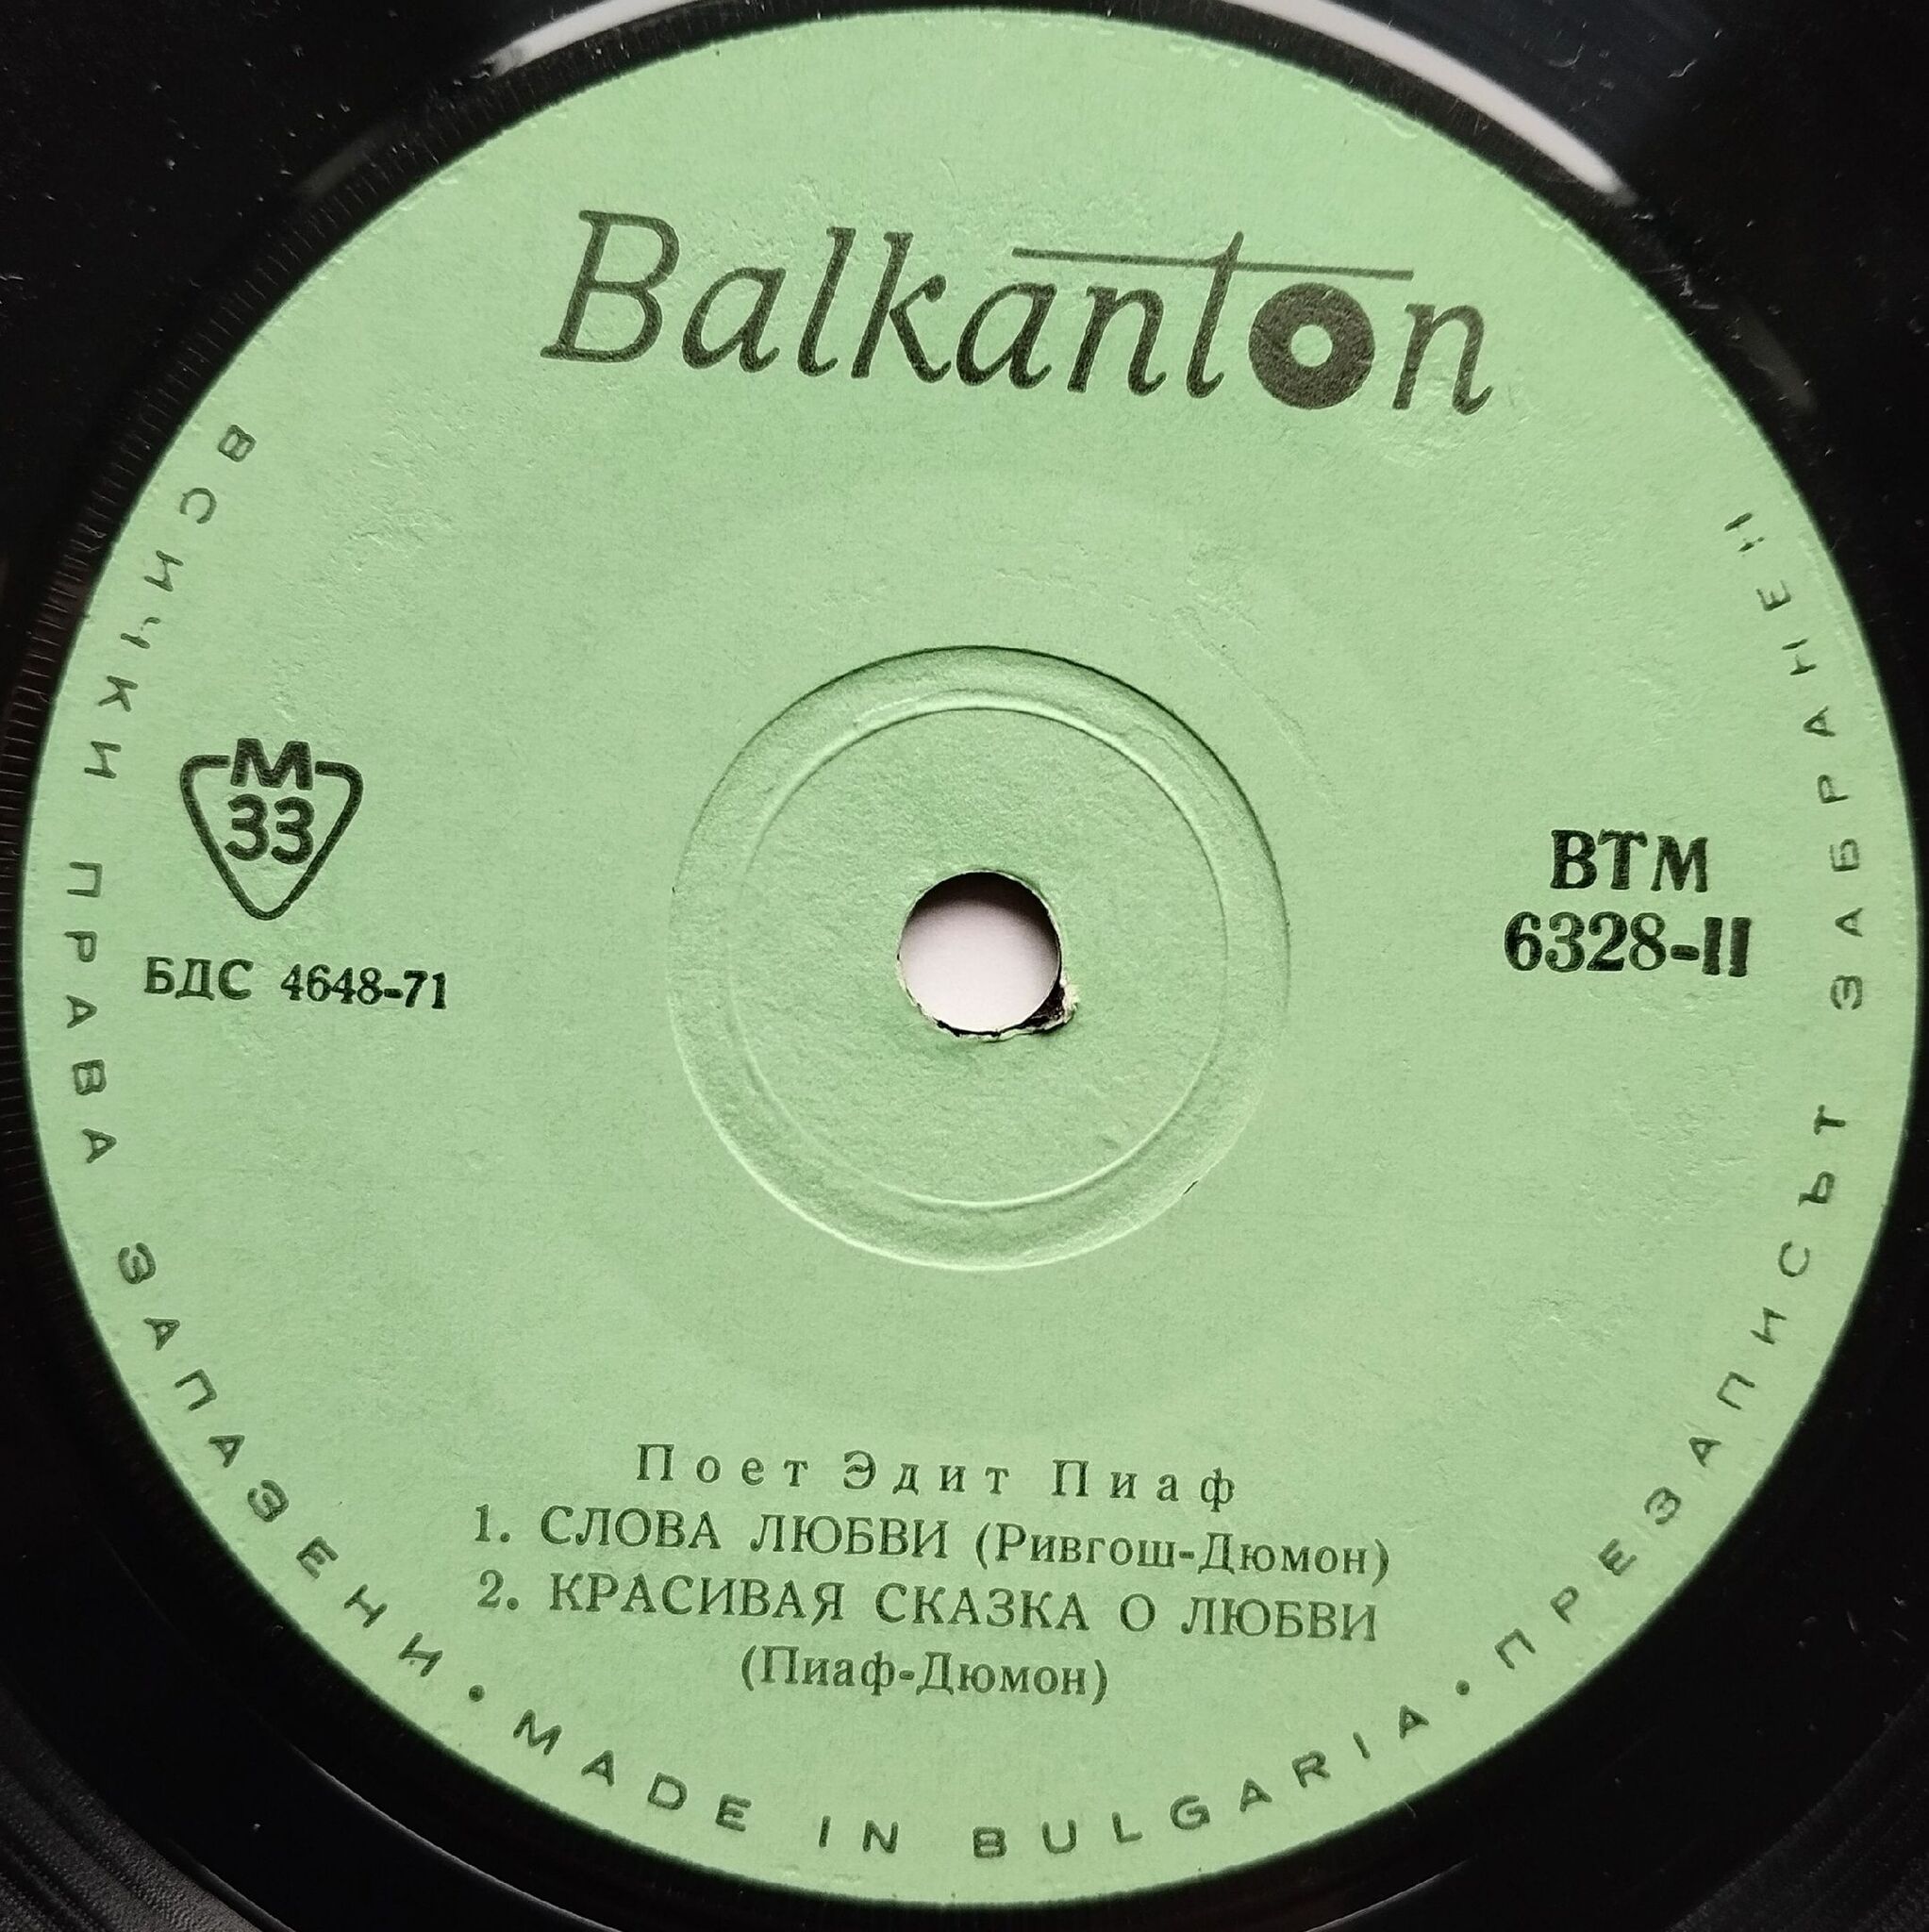 Balkanton
М
33
БДС 4648-71
ВТМ
6328-II
Поет Эдит Пиаф
1. СЛОВА ЛЮБВИ (Ривгош-Дюмон)
2. КРАСИВАЯ СКАЗКА О ЛЮБВИ
(Пиаф-Дюмон)
ВСИЧКИ ПРАВА ЗАПАЗЕНИ • MADE IN BULGARIA • ПРЕЗАПИСЪТ ЗАБРАНЕН